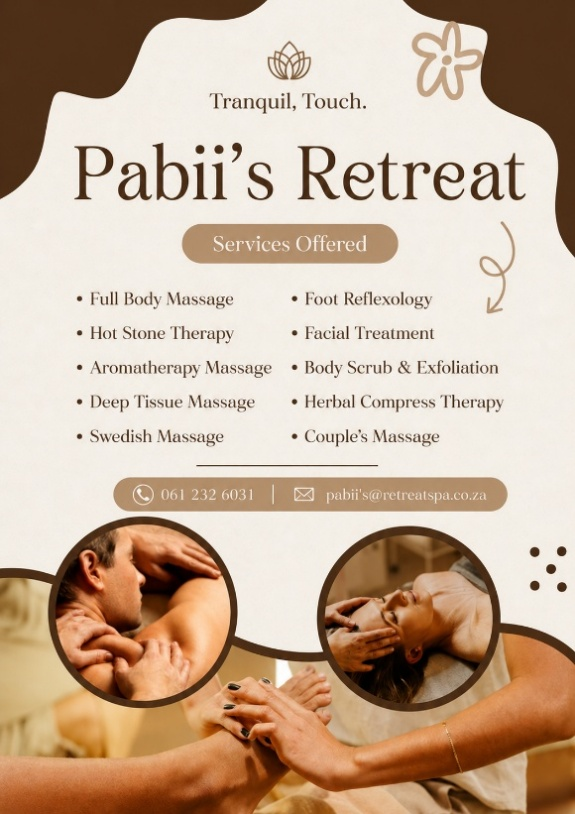 Tranquil, Touch.
Pabii's Retreat
Services Offered
• Full Body Massage
• Hot Stone Therapy
• Aromatherapy Massage
• Deep Tissue Massage
• Swedish Massage
• Foot Reflexology
• Facial Treatment
• Body Scrub & Exfoliation
• Herbal Compress Therapy
• Couple's Massage
061 232 6031 | pabii's@retreatspa.co.za